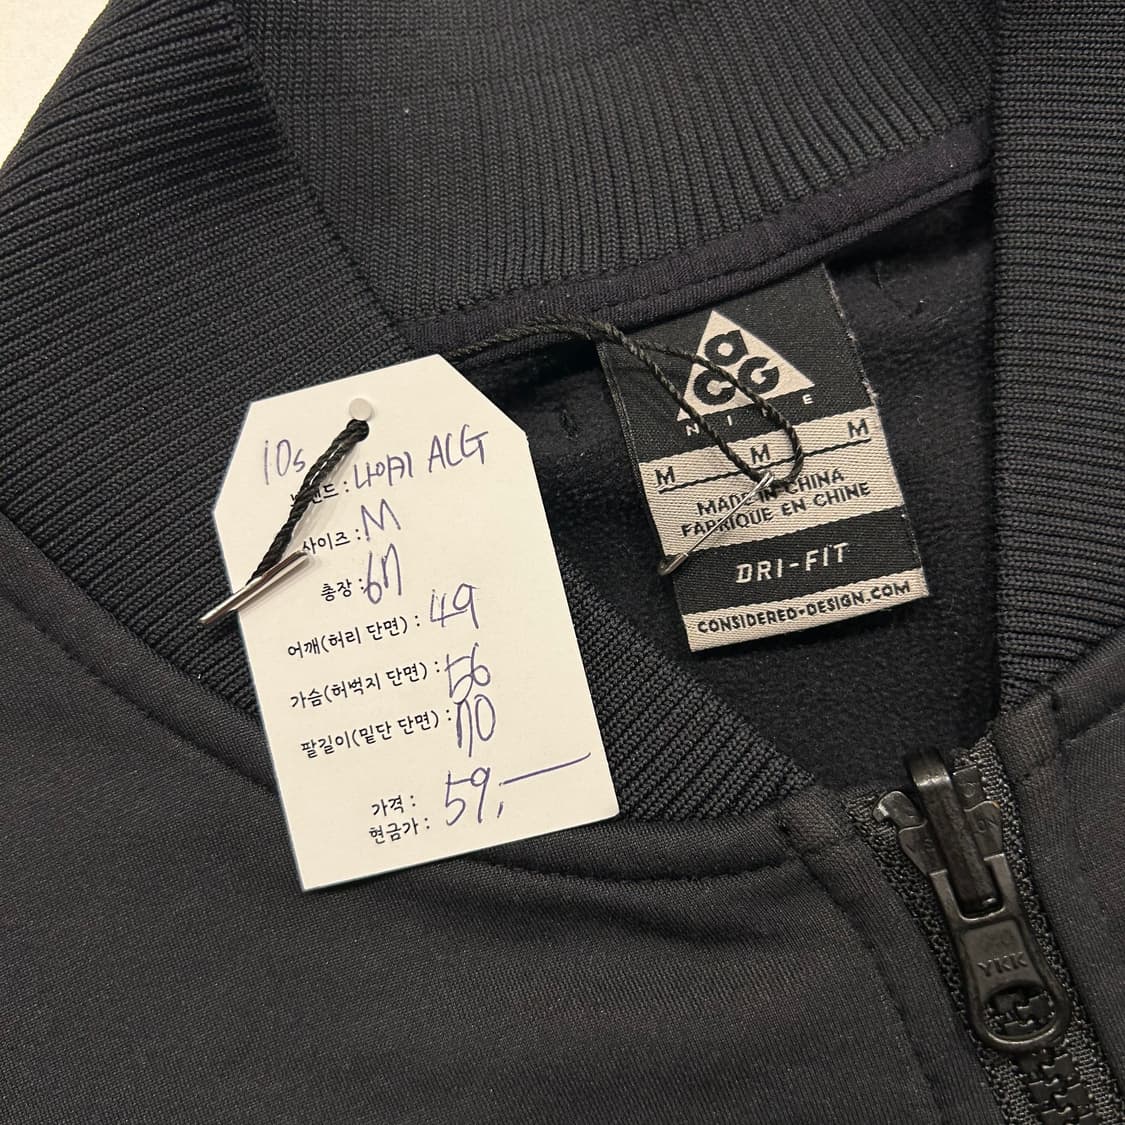 10s
브랜드 : 나이키 ACG
사이즈 : M
총장 : 67
어깨(허리 단면) : 49
가슴(허벅지 단면) : 56
팔길이(밑단 단면) : 70
가격 :
현금가 : 59,—
aCG
NIKE
M M M
MADE IN CHINA
FABRIQUE EN CHINE
DRI-FIT
CONSIDERED-DESIGN.COM
YKK